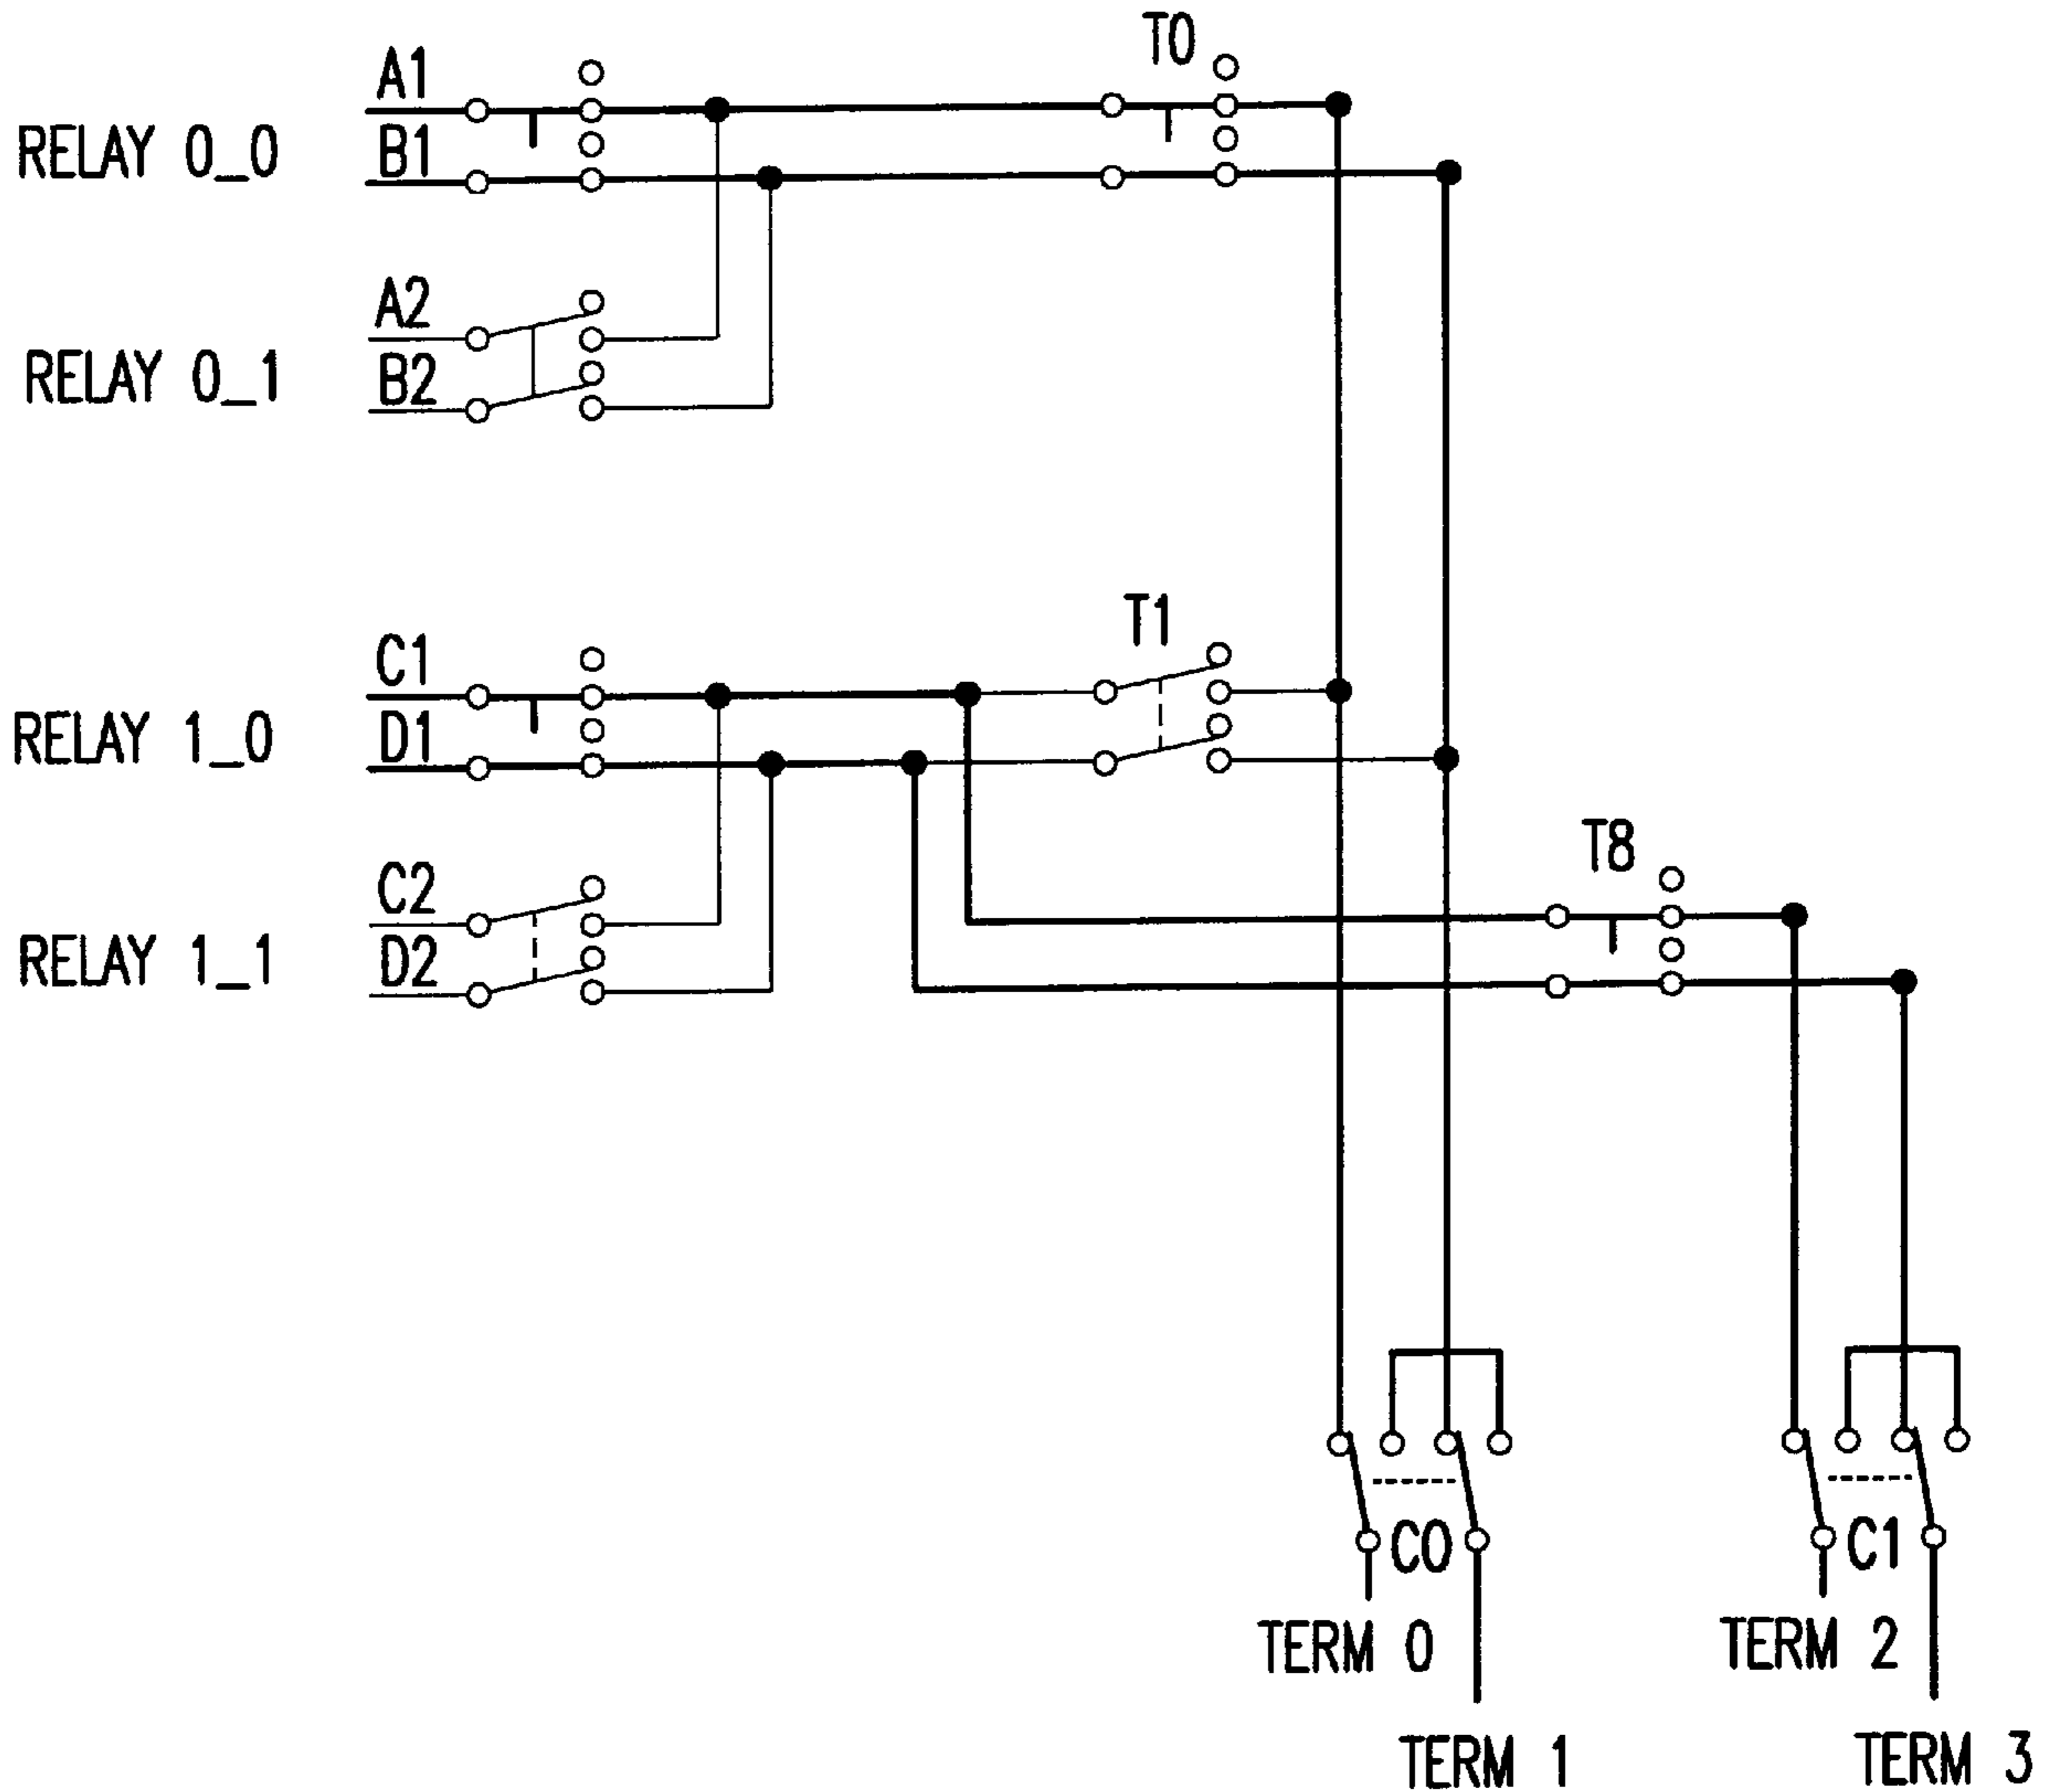 T0
A1
RELAY 0_0
B1
A2
RELAY 0_1
B2
T1
C1
RELAY 1_0
D1
T8
C2
RELAY 1_1
D2
C0
C1
TERM 0
TERM 2
TERM 1
TERM 3